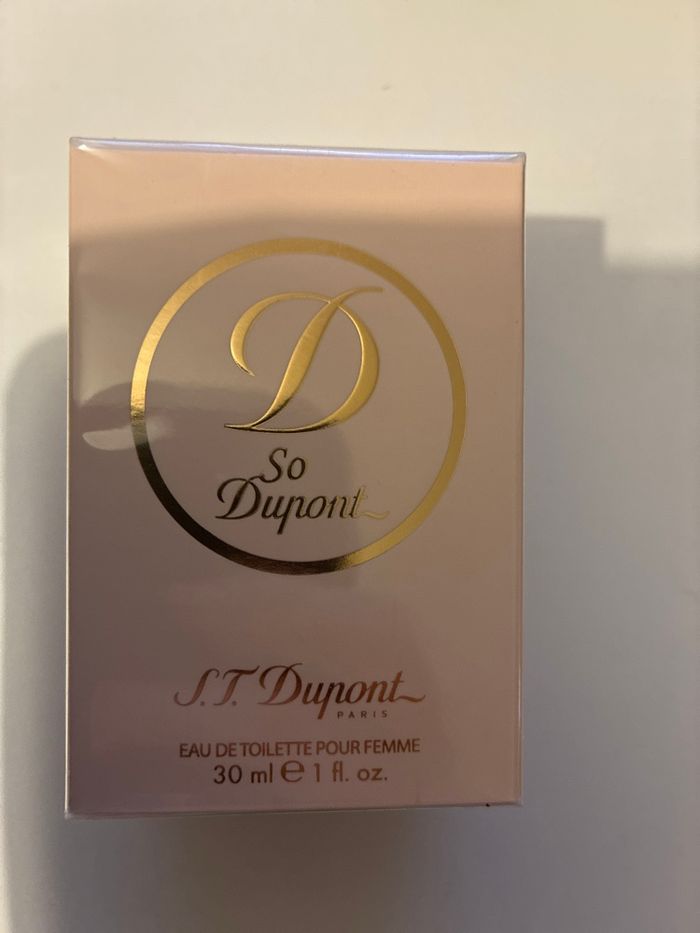 D
So
Dupont
S.T. Dupont
PARIS
EAU DE TOILETTE POUR FEMME
30 ml ℮ 1 fl. oz.